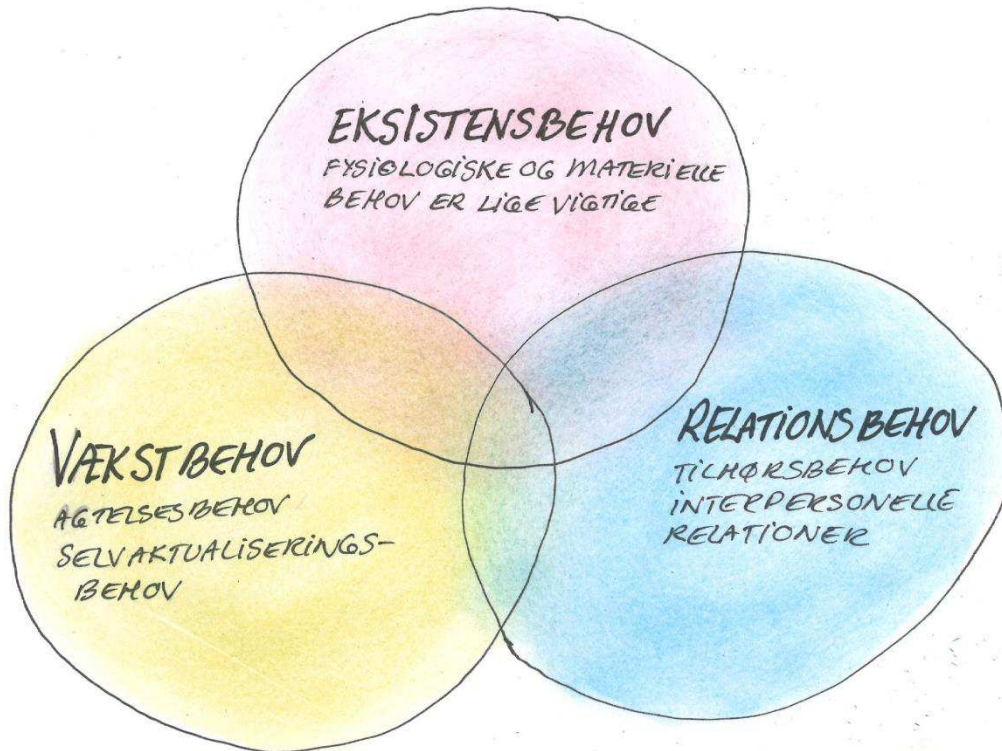 EKSISTENSBEHOV
FYSIOLOGISKE OG MATERIELLE
BEHOV ER LIGE VIGTIGE
VÆKSTBEHOV
AGTELSESBEHOV
SELVAKTUALISERINGS-
BEHOV
RELATIONSBEHOV
TILHØRSBEHOV
INTERPERSONELLE
RELATIONER